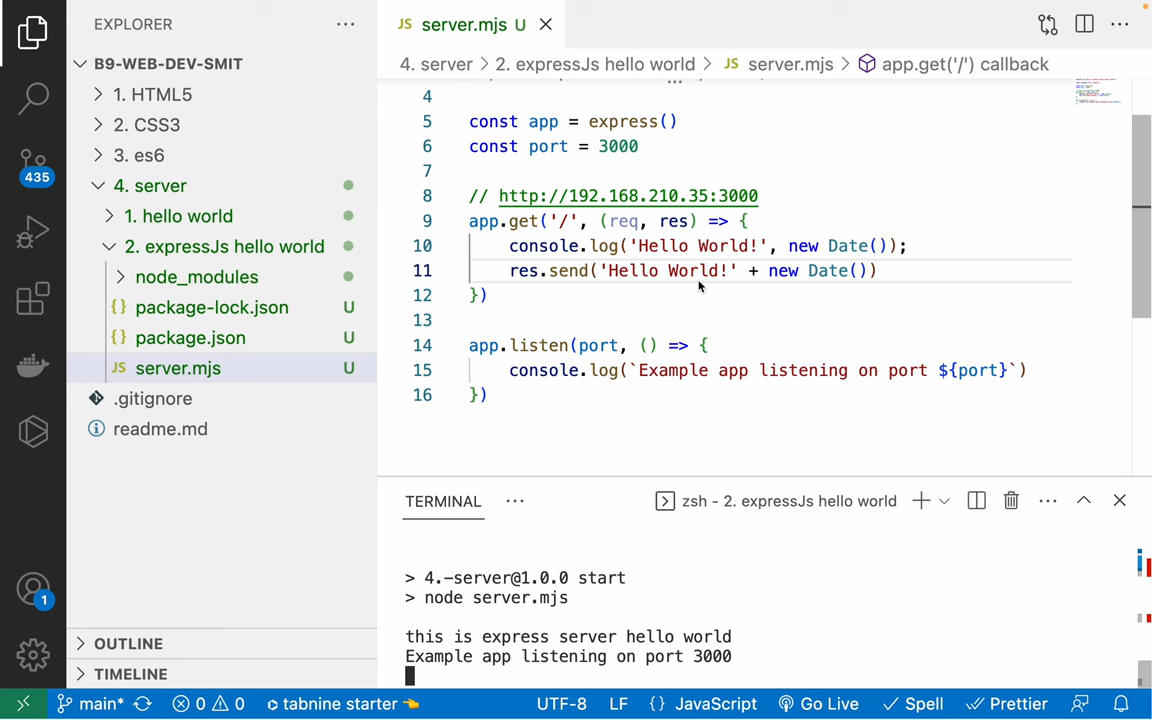 EXPLORER
B9-WEB-DEV-SMIT
1. HTML5
2. CSS3
3. es6
4. server
1. hello world
2. expressJs hello world
node_modules
{} package-lock.json U
{} package.json U
JS server.mjs U
.gitignore
readme.md
OUTLINE
TIMELINE
435
1
JS server.mjs U
4. server > 2. expressJs hello world > JS server.mjs > app.get('/') callback
4
5 const app = express()
6 const port = 3000
7
8 // http://192.168.210.35:3000
9 app.get('/', (req, res) => {
10 console.log('Hello World!', new Date());
11 res.send('Hello World!' + new Date())
12 })
13
14 app.listen(port, () => {
15 console.log(`Example app listening on port ${port}`)
16 })
TERMINAL
zsh - 2. expressJs hello world
> 4.-server@1.0.0 start
> node server.mjs
this is express server hello world
Example app listening on port 3000
main* 0 0 tabnine starter 👈 UTF-8 LF {} JavaScript Go Live Spell Prettier